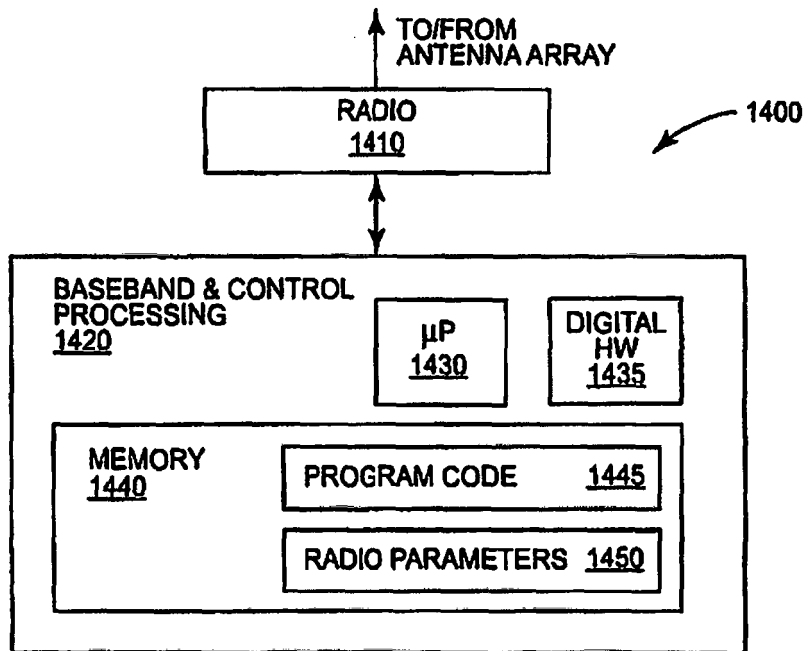 TO/FROM
ANTENNA ARRAY
RADIO
1410
1400
BASEBAND & CONTROL
PROCESSING
1420
µP
1430
DIGITAL
HW
1435
MEMORY
1440
PROGRAM CODE 1445
RADIO PARAMETERS 1450